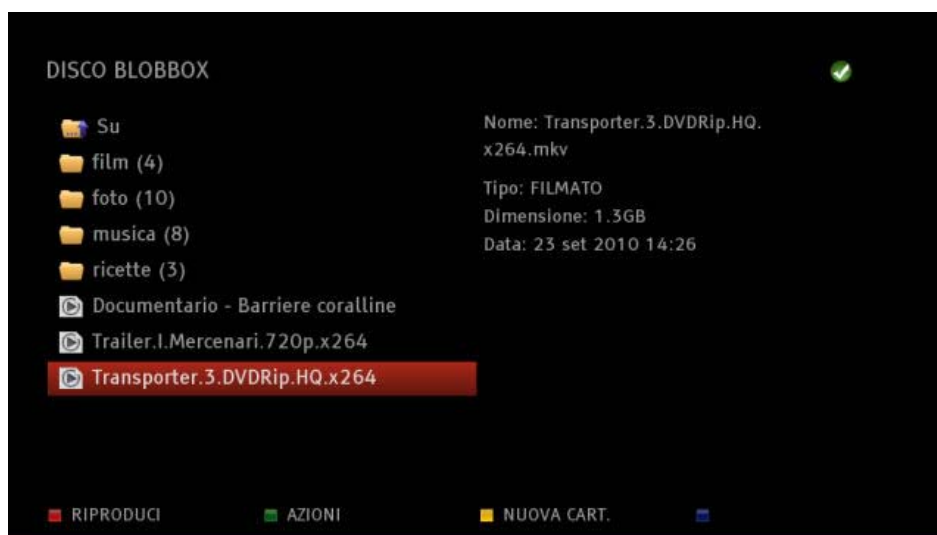 DISCO BLOBBOX
Su
film (4)
foto (10)
musica (8)
ricette (3)
Documentario - Barriere coralline
Trailer.I.Mercenari.720p.x264
Transporter.3.DVDRip.HQ.x264
Nome: Transporter.3.DVDRip.HQ.
x264.mkv
Tipo: FILMATO
Dimensione: 1.3GB
Data: 23 set 2010 14:26
RIPRODUCI
AZIONI
NUOVA CART.